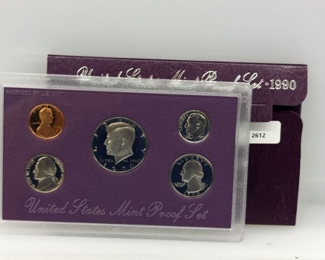 United States Mint Proof Set - 1990
2612
United States Mint Proof Set